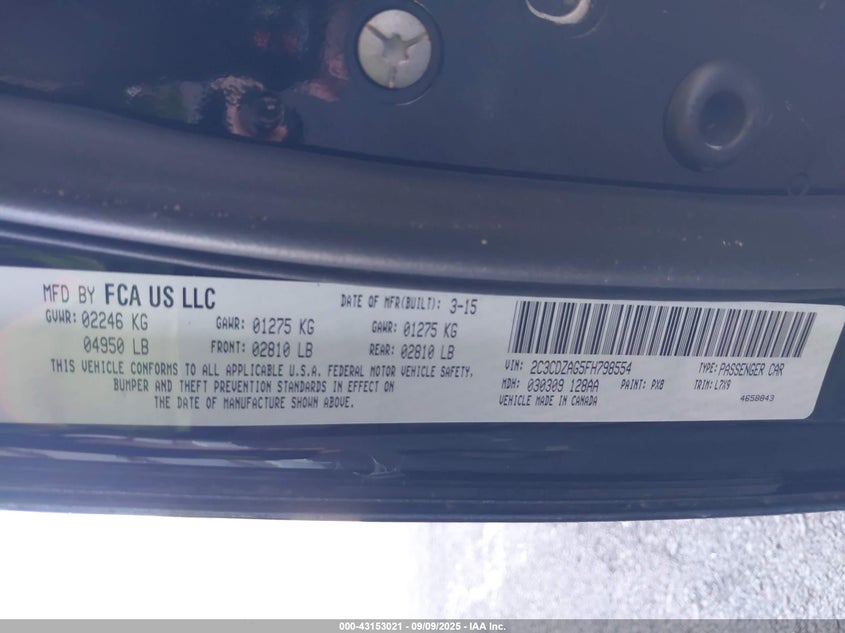 MFD BY FCA US LLC DATE OF MFR(BUILT): 3-15
GVWR: 02246 KG GAWR: 01275 KG GAWR: 01275 KG
04950 LB FRONT: 02810 LB REAR: 02810 LB
THIS VEHICLE CONFORMS TO ALL APPLICABLE U.S.A. FEDERAL MOTOR VEHICLE SAFETY,
BUMPER AND THEFT PREVENTION STANDARDS IN EFFECT ON
THE DATE OF MANUFACTURE SHOWN ABOVE.
VIN: 2C3CDZAG5FH798554 TYPE: PASSENGER CAR
MDH: 030309 128AA PAINT: PX8 TRIM: L7X9
VEHICLE MADE IN CANADA 4658843
000-43153021 - 09/09/2025 - IAA Inc.